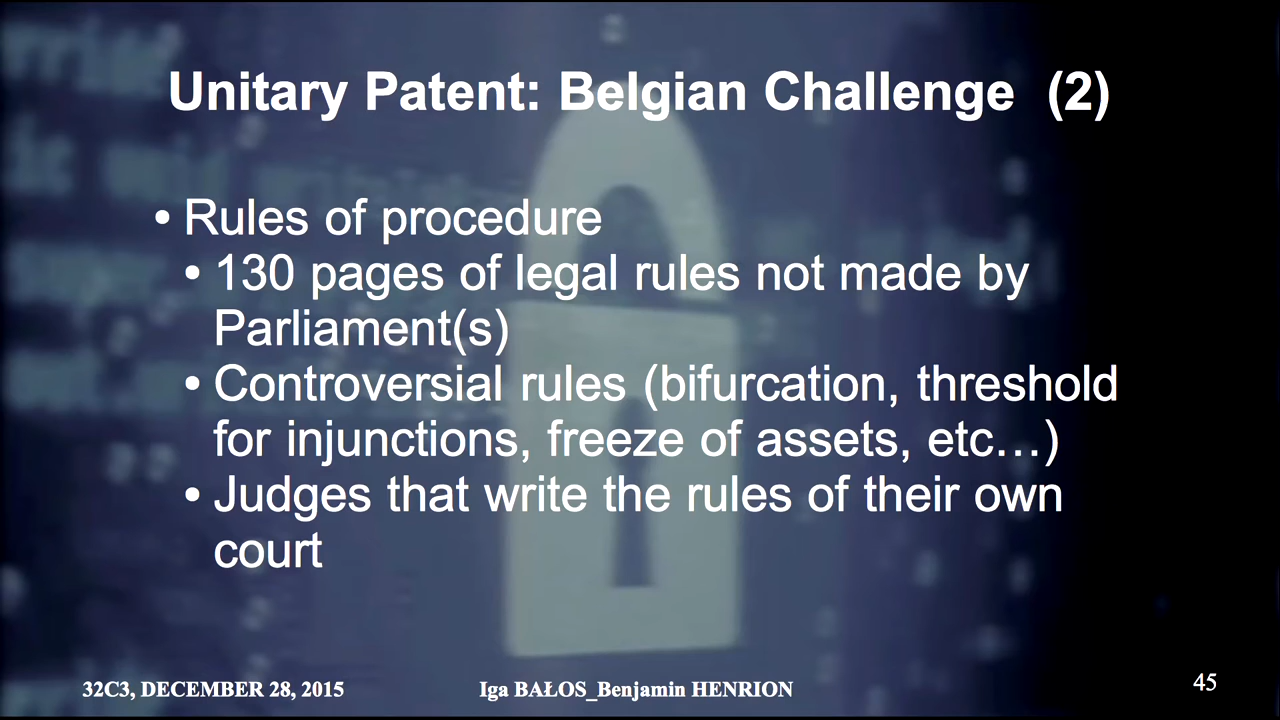 Unitary Patent: Belgian Challenge (2)
• Rules of procedure
• 130 pages of legal rules not made by
Parliament(s)
• Controversial rules (bifurcation, threshold
for injunctions, freeze of assets, etc…)
• Judges that write the rules of their own
court
32C3, DECEMBER 28, 2015
Iga BAŁOS_Benjamin HENRION
45